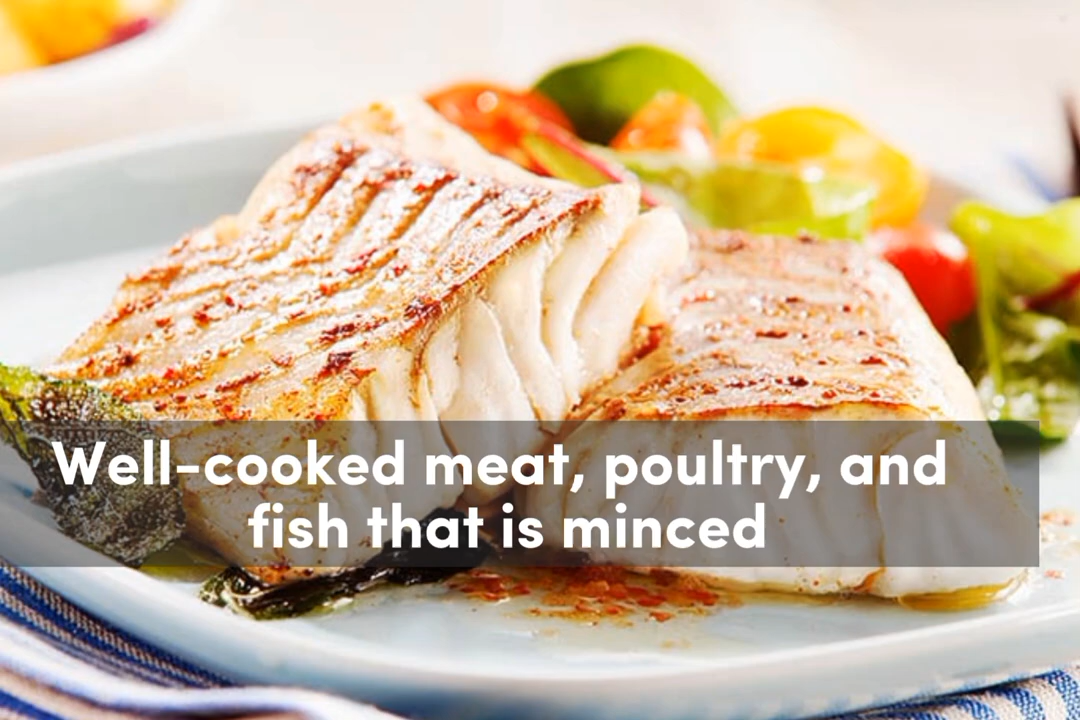 Well-cooked meat, poultry, and
fish that is minced